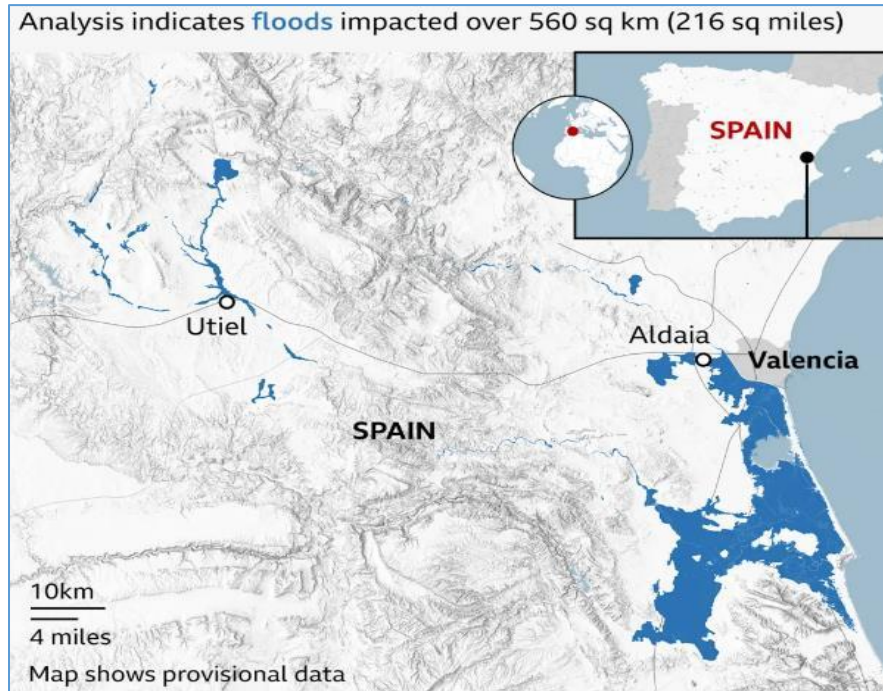 Analysis indicates floods impacted over 560 sq km (216 sq miles)
SPAIN
Utiel
Aldaia
Valencia
SPAIN
10km
4 miles
Map shows provisional data